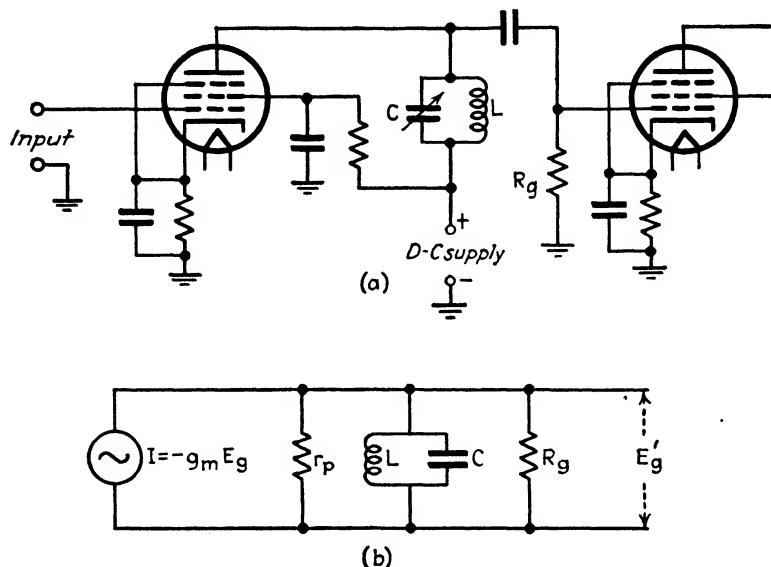 C
L
Input
R_g
+
D-C supply
-
(a)
I=-g_m E_g
r_p
L
C
R_g
E_g'
(b)